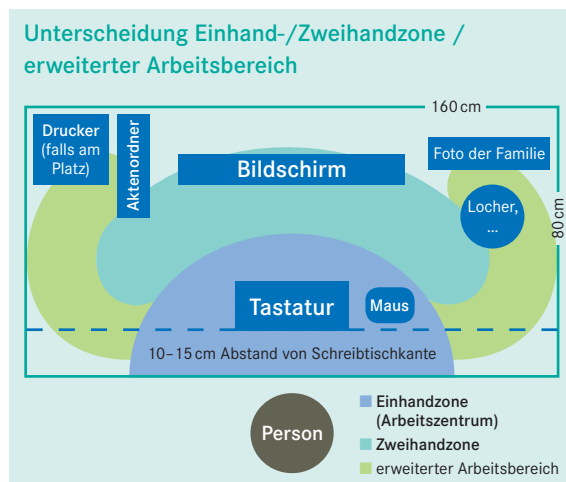 Unterscheidung Einhand-/Zweihandzone /
erweiterter Arbeitsbereich
160 cm
Drucker
(falls am
Platz)
Aktenordner
Bildschirm
Foto der Familie
Locher,
...
80 cm
Tastatur
Maus
10–15 cm Abstand von Schreibtischkante
Person
Einhandzone
(Arbeitszentrum)
Zweihandzone
erweiterter Arbeitsbereich